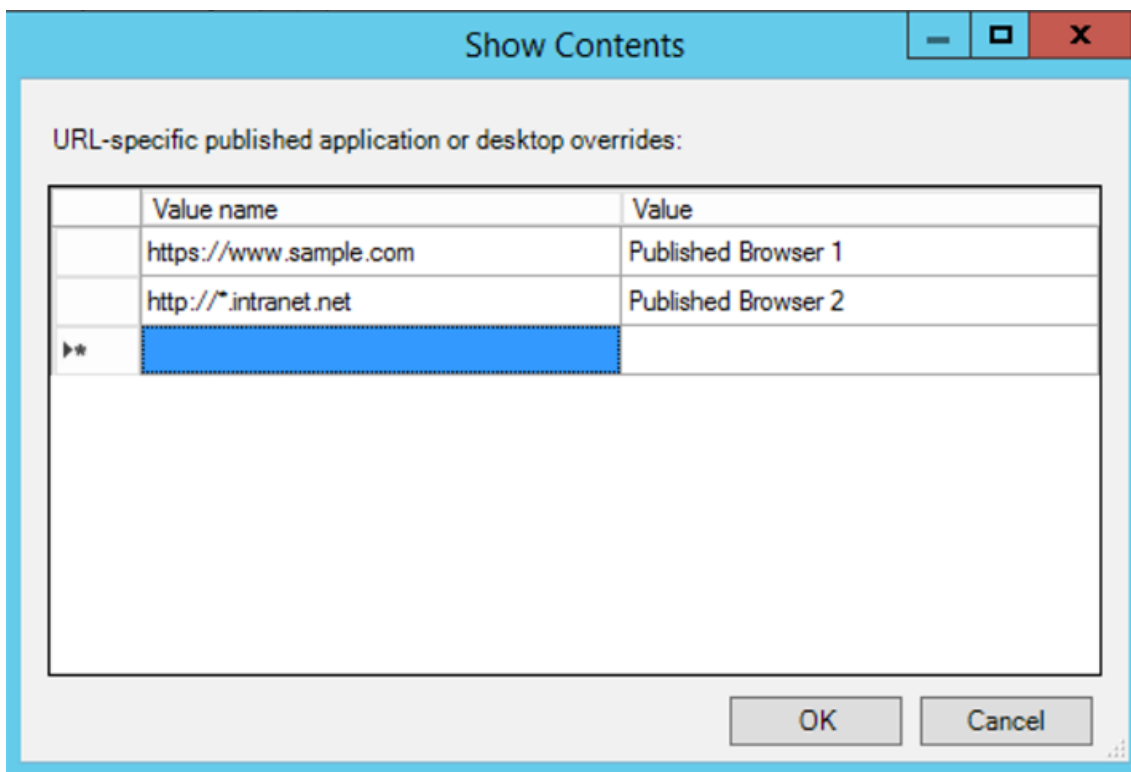 Show Contents
URL-specific published application or desktop overrides:
Value name Value
https://www.sample.com Published Browser 1
http://*.intranet.net Published Browser 2
OK Cancel